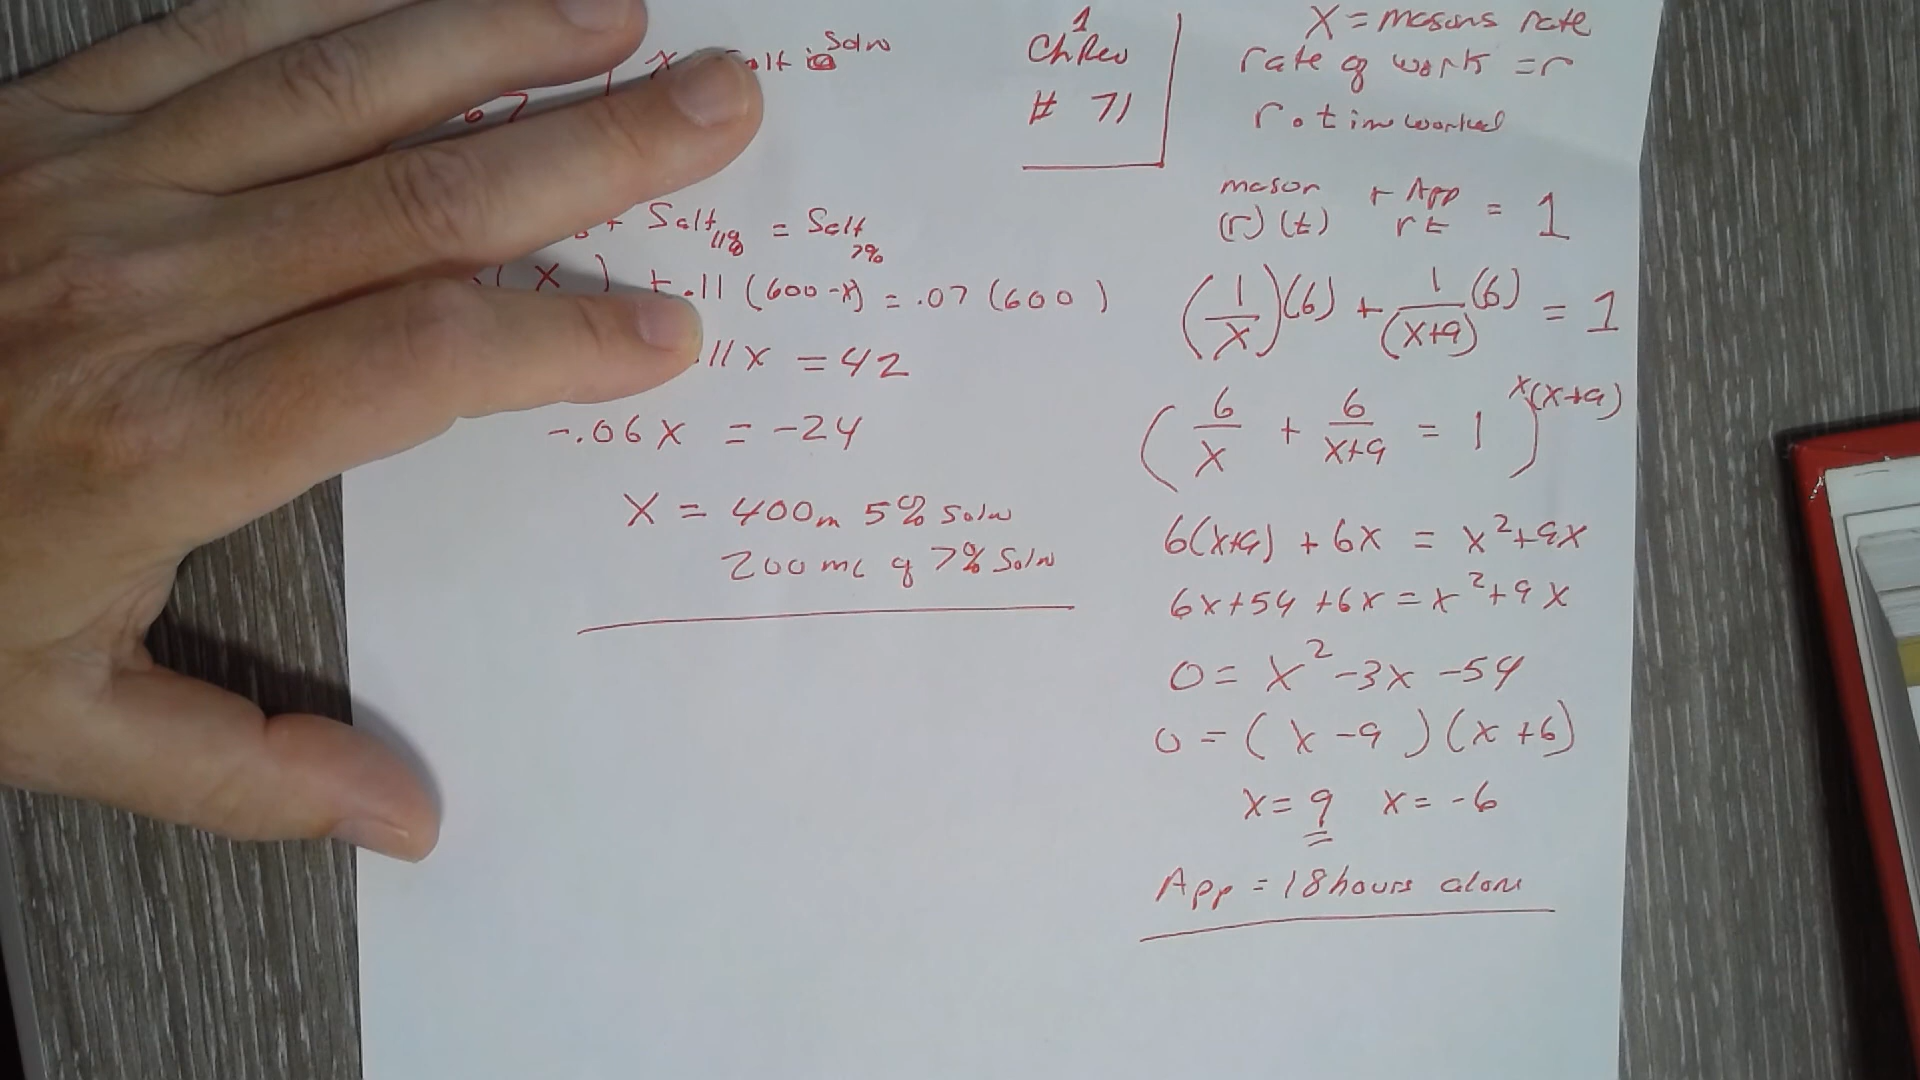 x
Soln
67
+ Salt 11% = Salt 7%
( x ) + .11 (600 - x) = .07 (600)
.11x = 42
-.06x = -24
X = 400m 5% Soln
200 ml of 7% Soln
1
Ch Rev
# 71
X = masons rate
rate of work = r
r . time worked
mason + App = 1
(r) (t) rt
(1/x)(6) + 1/(x+9) (6) = 1
(6/x + 6/x+9 = 1) x(x+9)
6(x+9) + 6x = x²+9x
6x+54 +6x = x²+9x
0 = x² -3x -54
0 = (x -9)(x +6)
x = 9 x = -6
App = 18 hours alone